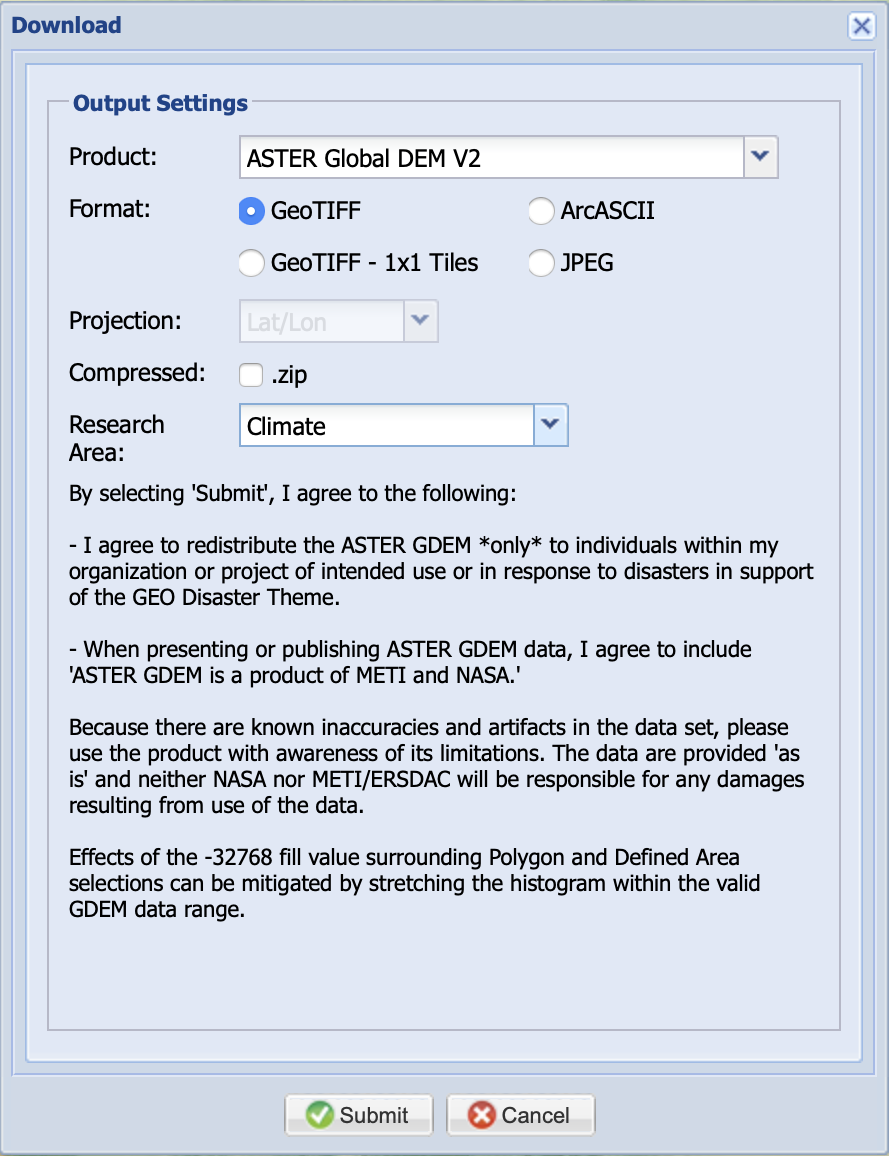 Download
Output Settings
Product: ASTER Global DEM V2
Format: GeoTIFF ArcASCII
GeoTIFF - 1x1 Tiles JPEG
Projection: Lat/Lon
Compressed: .zip
Research Area: Climate
By selecting 'Submit', I agree to the following:
- I agree to redistribute the ASTER GDEM *only* to individuals within my
organization or project of intended use or in response to disasters in support
of the GEO Disaster Theme.
- When presenting or publishing ASTER GDEM data, I agree to include
'ASTER GDEM is a product of METI and NASA.'
Because there are known inaccuracies and artifacts in the data set, please
use the product with awareness of its limitations. The data are provided 'as
is' and neither NASA nor METI/ERSDAC will be responsible for any damages
resulting from use of the data.
Effects of the -32768 fill value surrounding Polygon and Defined Area
selections can be mitigated by stretching the histogram within the valid
GDEM data range.
Submit Cancel